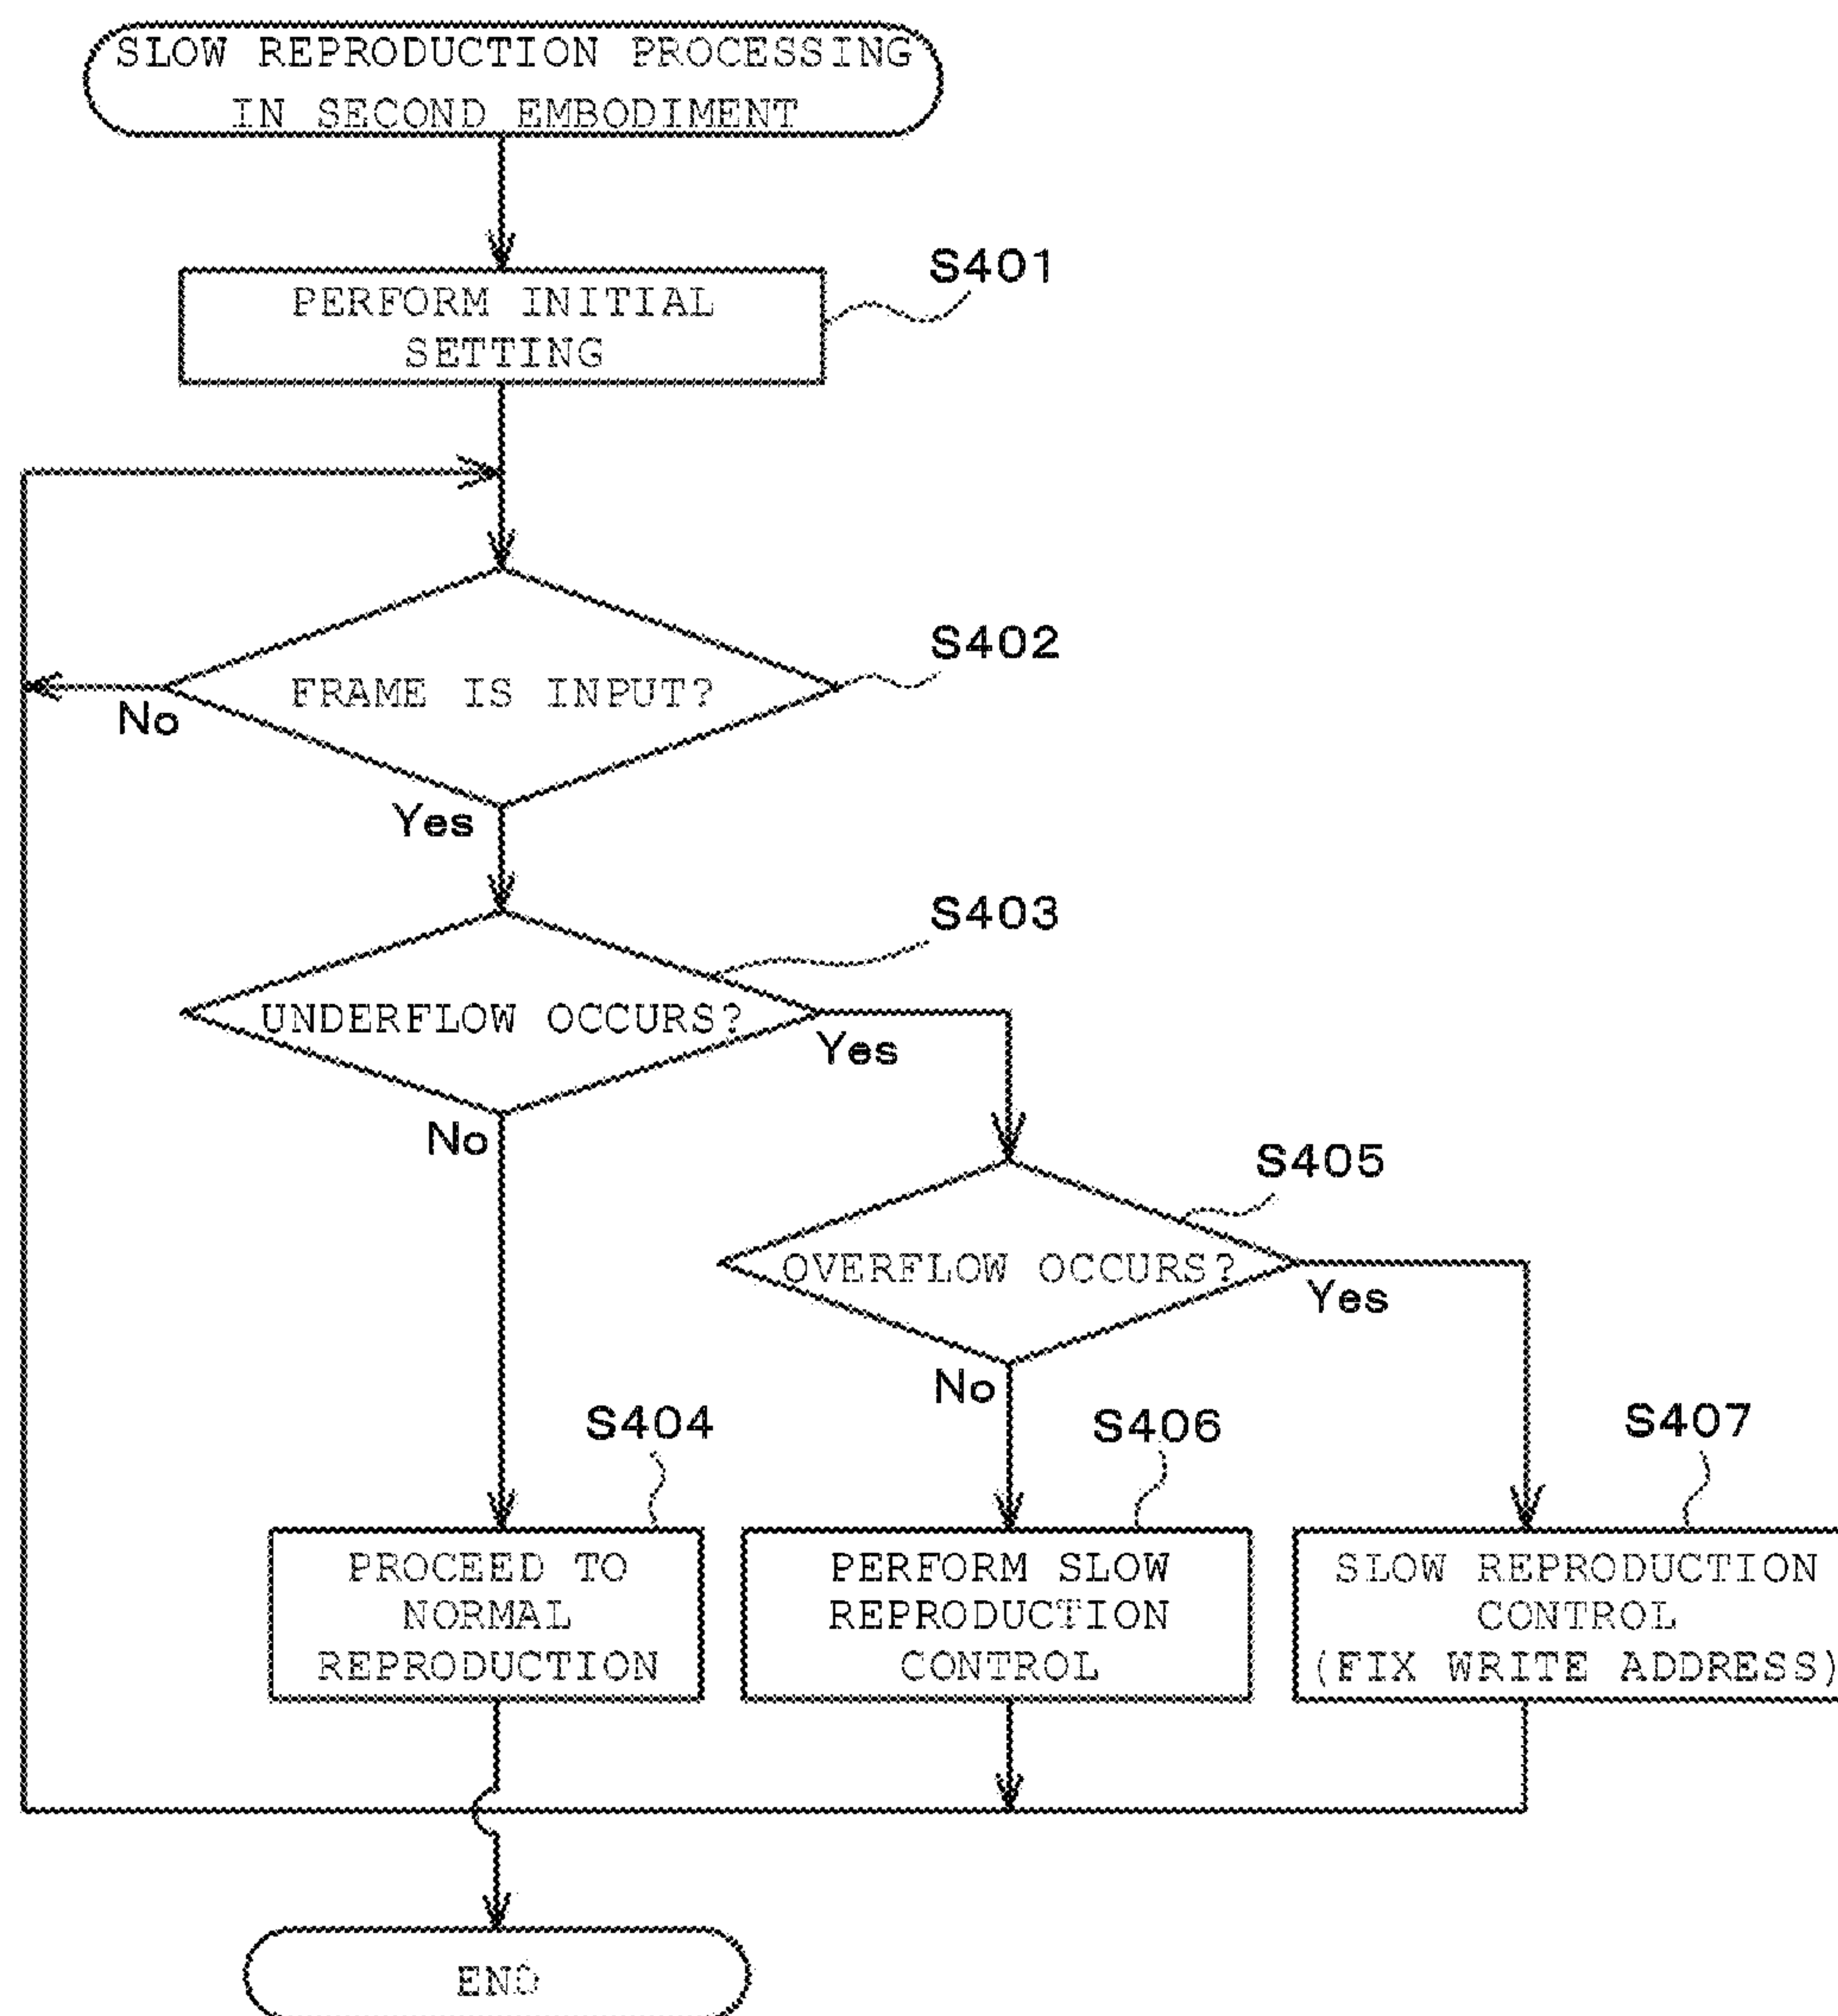 SLOW REPRODUCTION PROCESSING
IN SECOND EMBODIMENT
S401
PERFORM INITIAL
SETTING
S402
FRAME IS INPUT?
No
Yes
S403
UNDERFLOW OCCURS?
Yes
No
S405
OVERFLOW OCCURS?
Yes
No
S404
S406
S407
PROCEED TO
NORMAL
REPRODUCTION
PERFORM SLOW
REPRODUCTION
CONTROL
SLOW REPRODUCTION
CONTROL
(FIX WRITE ADDRESS)
END